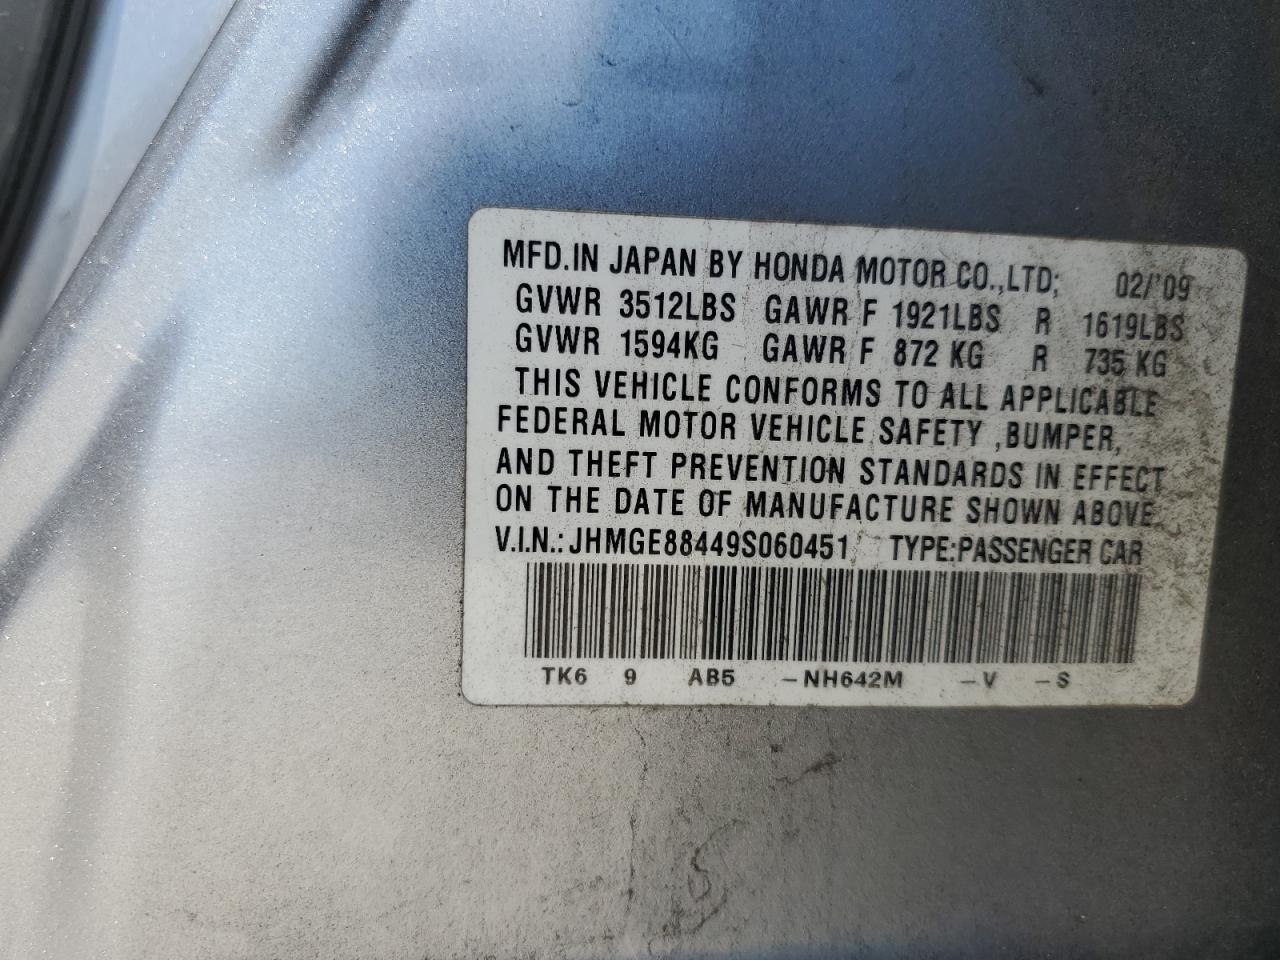 MFD.IN JAPAN BY HONDA MOTOR CO.,LTD; 02/'09
GVWR 3512LBS GAWR F 1921LBS R 1619LBS
GVWR 1594KG GAWR F 872 KG R 735 KG
THIS VEHICLE CONFORMS TO ALL APPLICABLE
FEDERAL MOTOR VEHICLE SAFETY ,BUMPER,
AND THEFT PREVENTION STANDARDS IN EFFECT
ON THE DATE OF MANUFACTURE SHOWN ABOVE.
V.I.N.: JHMGE88449S060451 TYPE:PASSENGER CAR
TK6 9 AB5 -NH642M -V -S